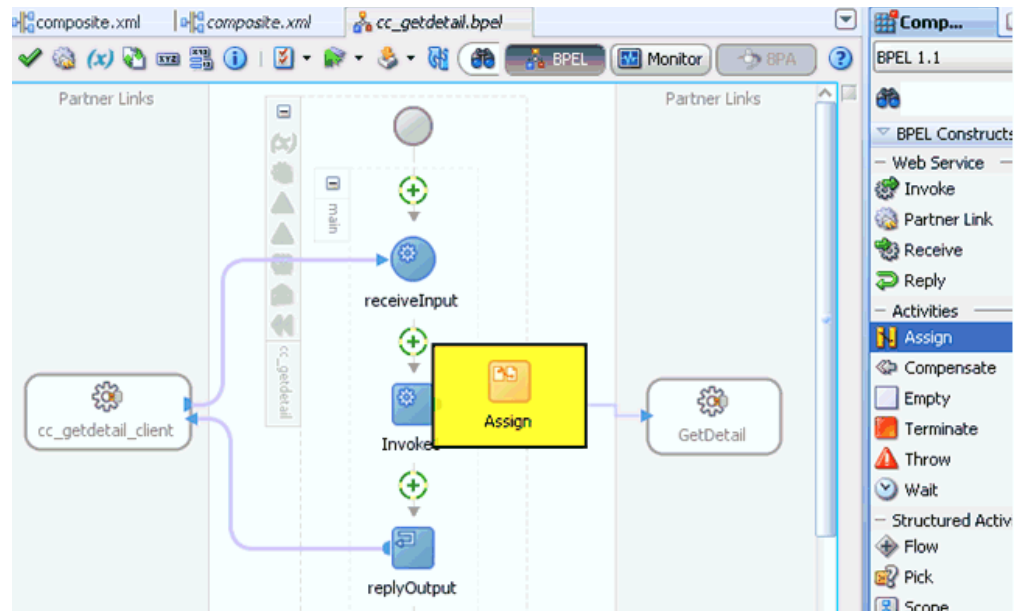 composite.xml
composite.xml
cc_getdetail.bpel
Comp...
(x)
BPEL
Monitor
BPA
BPEL 1.1
Partner Links
Partner Links
BPEL Constructs
Web Service
Invoke
Partner Link
Receive
Reply
Activities
Assign
Compensate
Empty
Terminate
Throw
Wait
Structured Activ
Flow
Pick
Scope
(x)
main
receiveInput
cc_getdetail
Assign
cc_getdetail_client
GetDetail
replyOutput